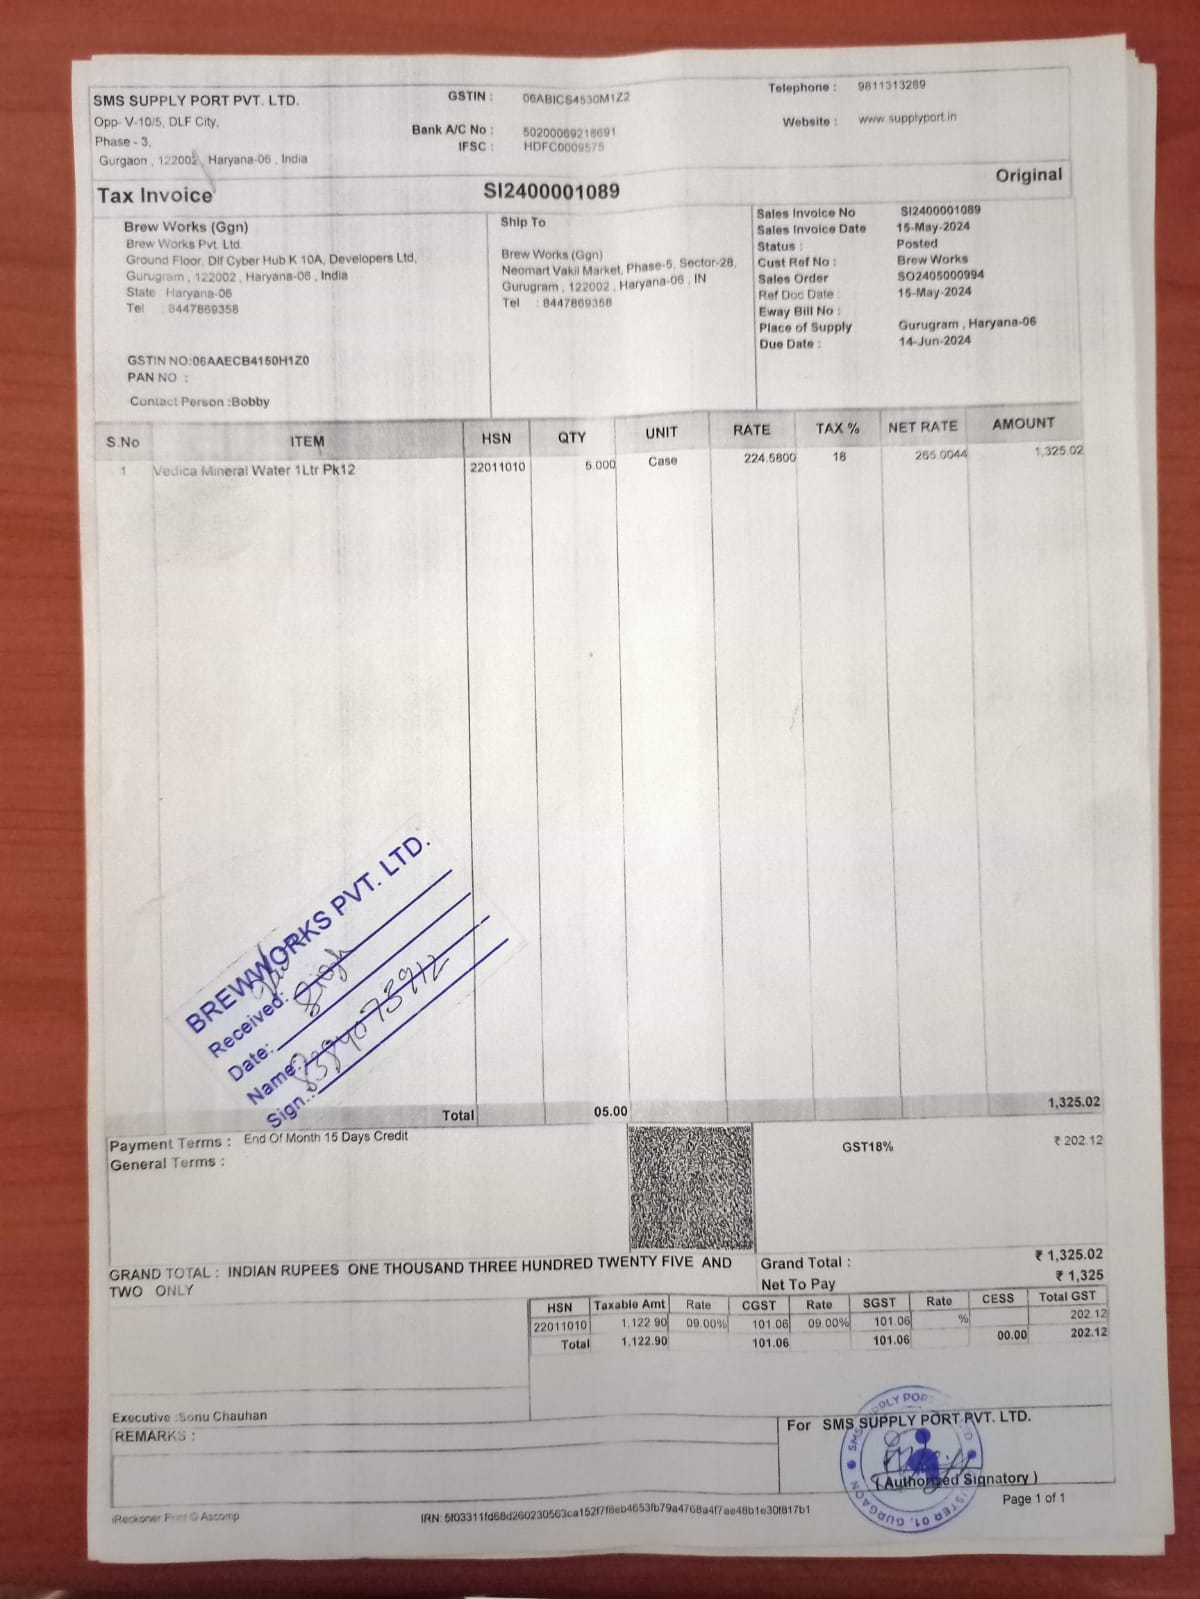 SMS SUPPLY PORT PVT. LTD.
Opp- V-10/5, DLF City,
Phase - 3,
Gurgaon , 122002, Haryana-06 , India
GSTIN : 06ABICS4530M1Z2
Bank A/C No : 50200069218691
IFSC : HDFC0009575
Telephone : 9811313289
Website : www.supplyport.in
Tax Invoice
SI2400001089
Original
Brew Works (Ggn)
Brew Works Pvt. Ltd.
Ground Floor, Dlf Cyber Hub K 10A, Developers Ltd,
Gurugram , 122002 , Haryana-06 , India
State : Haryana-06
Tel : 8447869358
GSTIN NO:06AAECB4150H1Z0
PAN NO :
Contact Person :Bobby
Ship To
Brew Works (Ggn)
Neomart Vakil Market, Phase-5, Sector-28,
Gurugram , 122002 , Haryana-06 , IN
Tel : 8447869358
Sales Invoice No SI2400001089
Sales Invoice Date 15-May-2024
Status : Posted
Cust Ref No : Brew Works
Sales Order SO2405000994
Ref Doc Date : 15-May-2024
Eway Bill No :
Place of Supply Gurugram , Haryana-06
Due Date : 14-Jun-2024
S.No ITEM HSN QTY UNIT RATE TAX % NET RATE AMOUNT
1 Vedica Mineral Water 1Ltr Pk12 22011010 5.000 Case 224.5800 18 265.0044 1,325.02
BREWWORKS PVT. LTD.
Received:
Date:
Name: 8384073912
Sign.:
Total 05.00 1,325.02
Payment Terms : End Of Month 15 Days Credit
General Terms :
GST18% ₹ 202.12
GRAND TOTAL : INDIAN RUPEES ONE THOUSAND THREE HUNDRED TWENTY FIVE AND
TWO ONLY
Grand Total : ₹ 1,325.02
Net To Pay ₹ 1,325
HSN Taxable Amt Rate CGST Rate SGST Rate CESS Total GST
22011010 1,122.90 09.00% 101.06 09.00% 101.06 % 202.12
Total 1,122.90 101.06 101.06 00.00 202.12
Executive :Sonu Chauhan
REMARKS :
For SMS SUPPLY PORT PVT. LTD.
(Authorized Signatory )
Page 1 of 1
iReckoner Print © Ascomp
IRN: 5f03311fd68d260230563ca152f7f8eb4653fb79a4768a4f7ae48b1e30f817b1